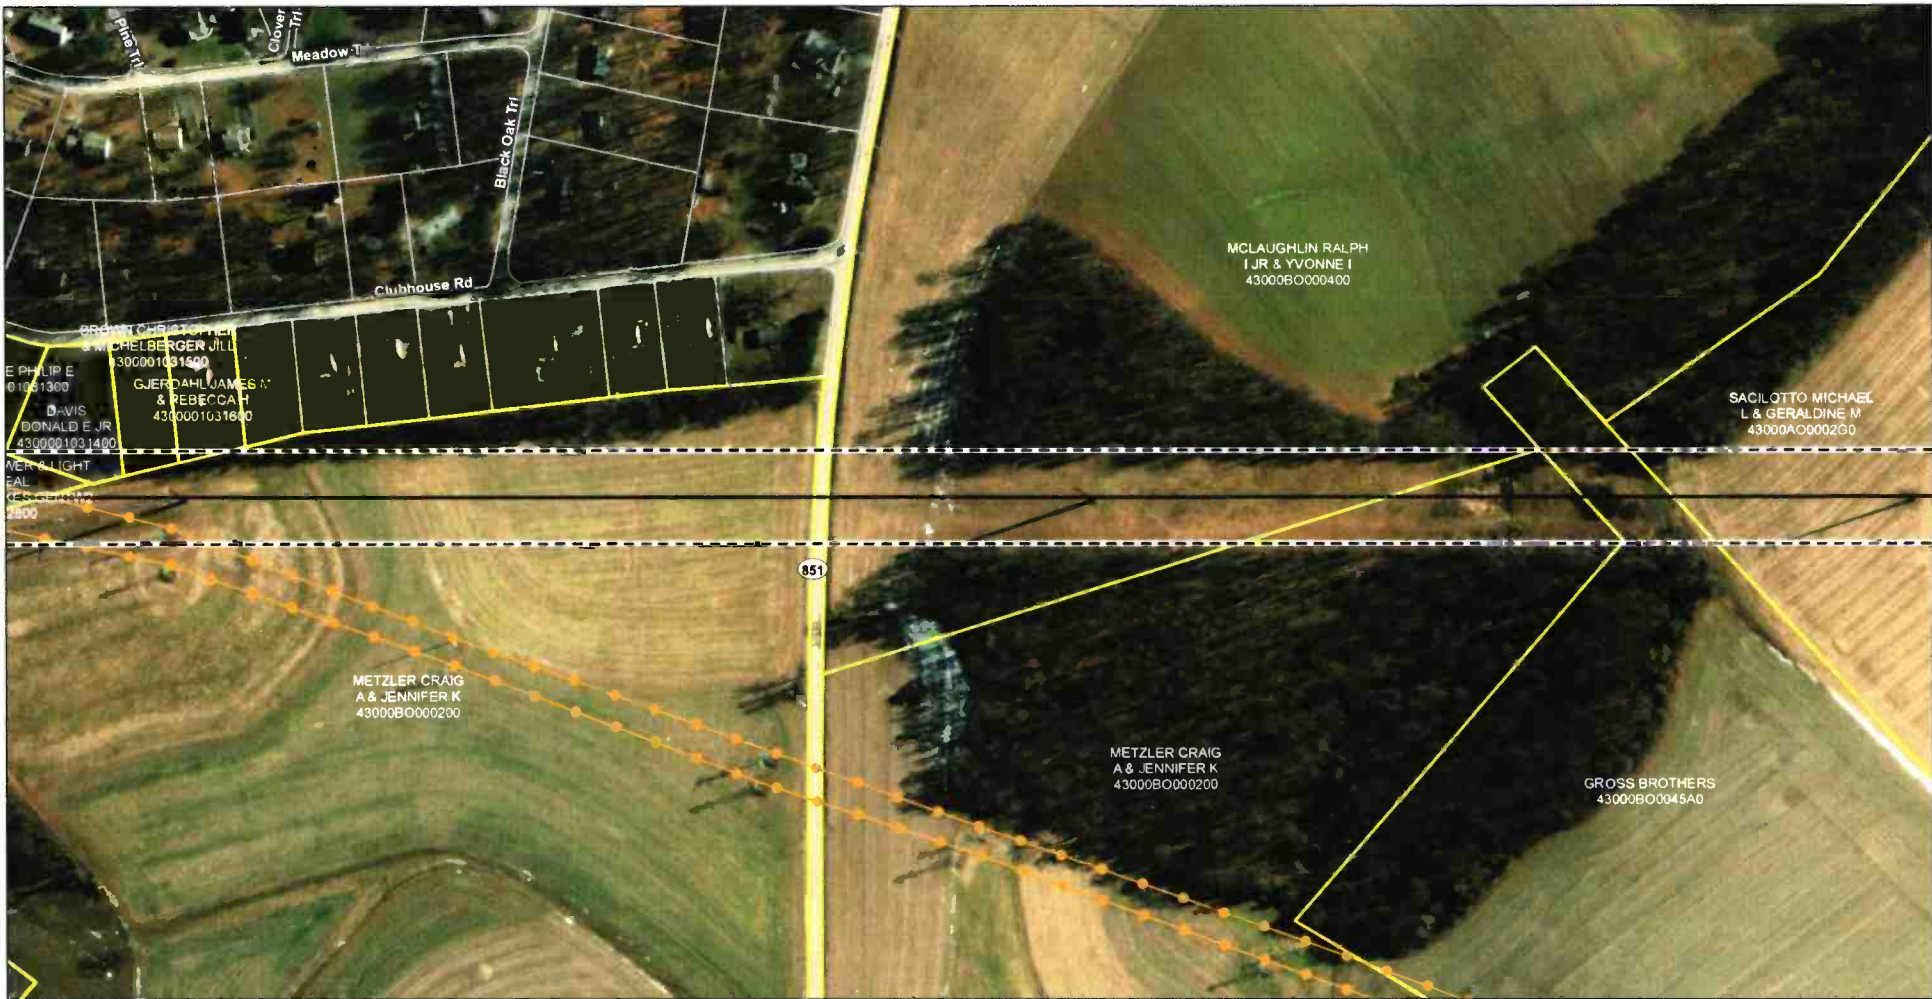 Pine Trl
Clover
Trl
Meadow T
Black Oak Trl
Clubhouse Rd
BROWN CHRISTOPHER
& MICHELBERGER JILL
4300001031500
E PHILIP E
01031300
GJERDAHL JAMES M
& REBECCA H
4300001031600
DAVIS
DONALD E JR
4300001031400
WER & LIGHT
EAL
2800
MCLAUGHLIN RALPH
I JR & YVONNE I
43000BO000400
SACILOTTO MICHAEL
L & GERALDINE M
43000AO0002G0
851
METZLER CRAIG
A & JENNIFER K
43000BO000200
METZLER CRAIG
A & JENNIFER K
43000BO000200
GROSS BROTHERS
43000BO0045A0